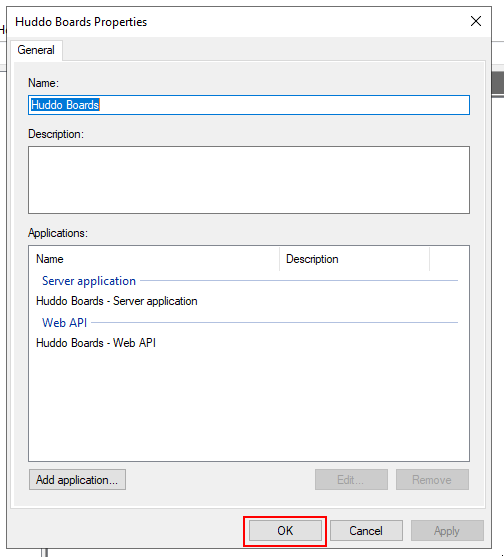 Huddo Boards Properties
General
Name:
Huddo Boards
Description:
Applications:
Name Description
Server application
Huddo Boards - Server application
Web API
Huddo Boards - Web API
Add application... Edit... Remove
OK Cancel Apply